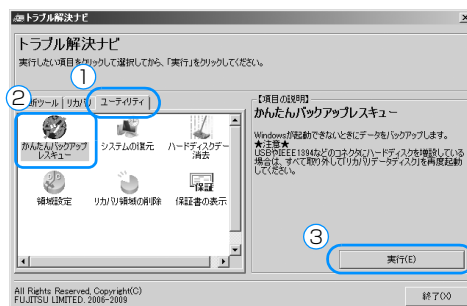 トラブル解決ナビ
トラブル解決ナビ
実行したい項目をクリックして選択してから、「実行」をクリックしてください。
①
②
断ツール
リカバリ
ユーティリティ
かんたんバックアップ
レスキュー
システムの復元
ハードディスクデー
消去
領域設定
リカバリ領域の削除
保証
保証書の表示
【項目の説明】
かんたんバックアップレスキュー
Windowsが起動できないときにデータをバックアップします。
★注意★
USBやIEEE1394などのコネクタにハードディスクを増設している
場合は、すべて取り外して「リカバリデータディスク」を再度起動
してください。
③
実行(E)
All Rights Reserved, Copyright(C)
FUJITSU LIMITED. 2006-2009
終了(X)